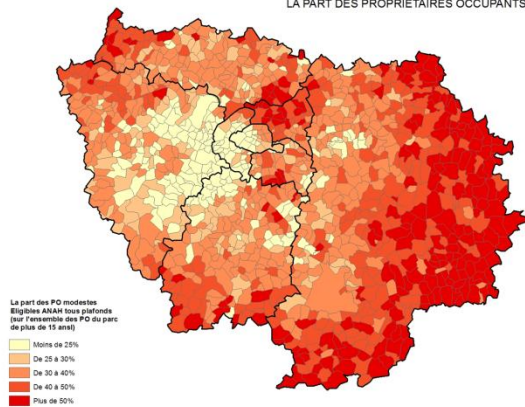 LA PART DES PROPRIETAIRES OCCUPANTS
La part des PO modestes
Eligibles ANAH tous plafonds
(sur l'ensemble des PO du parc
de plus de 15 ans)
Moins de 25%
De 25 à 30%
De 30 à 40%
De 40 à 50%
Plus de 50%